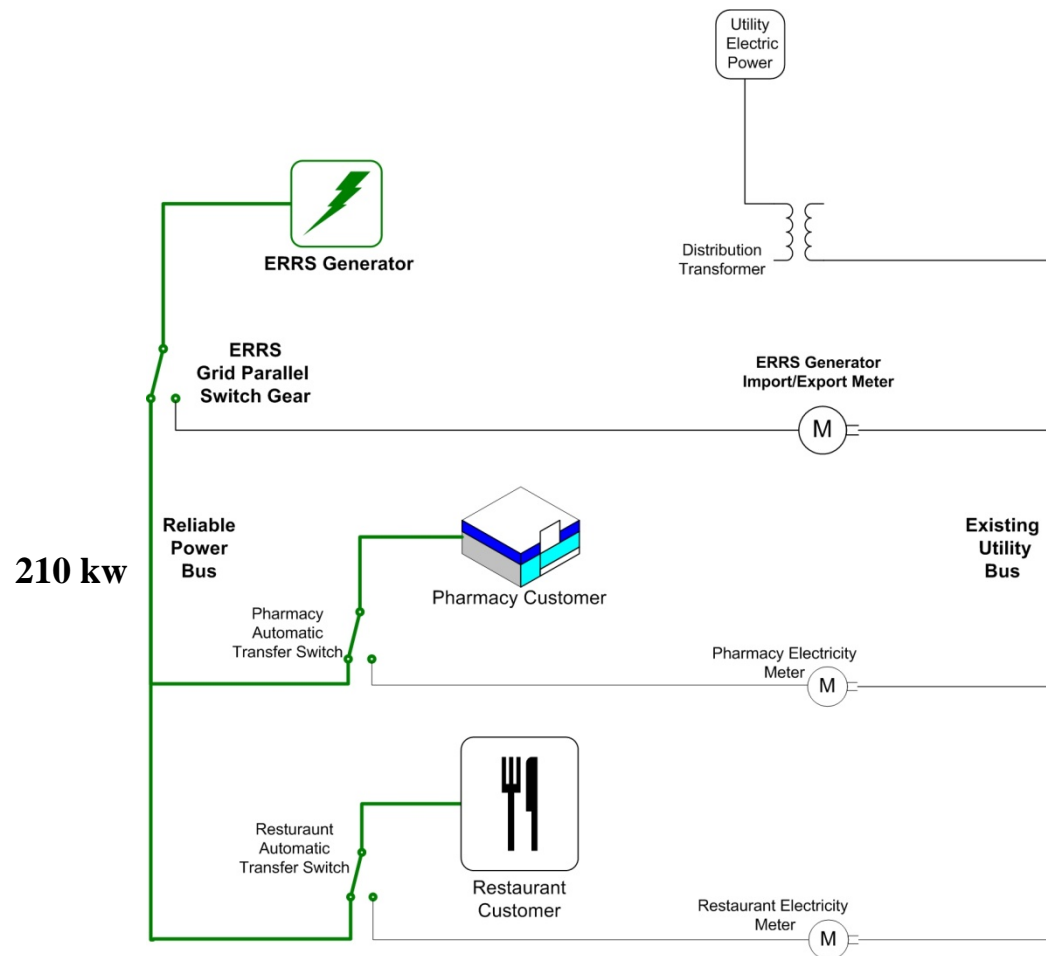 Utility
Electric
Power
Distribution
Transformer
ERRS Generator
ERRS
Grid Parallel
Switch Gear
ERRS Generator
Import/Export Meter
M
Reliable
Power
Bus
210 kw
Existing
Utility
Bus
Pharmacy Customer
Pharmacy
Automatic
Transfer Switch
Pharmacy Electricity
Meter
M
Resturaunt
Automatic
Transfer Switch
Restaurant
Customer
Restaurant Electricity
Meter
M